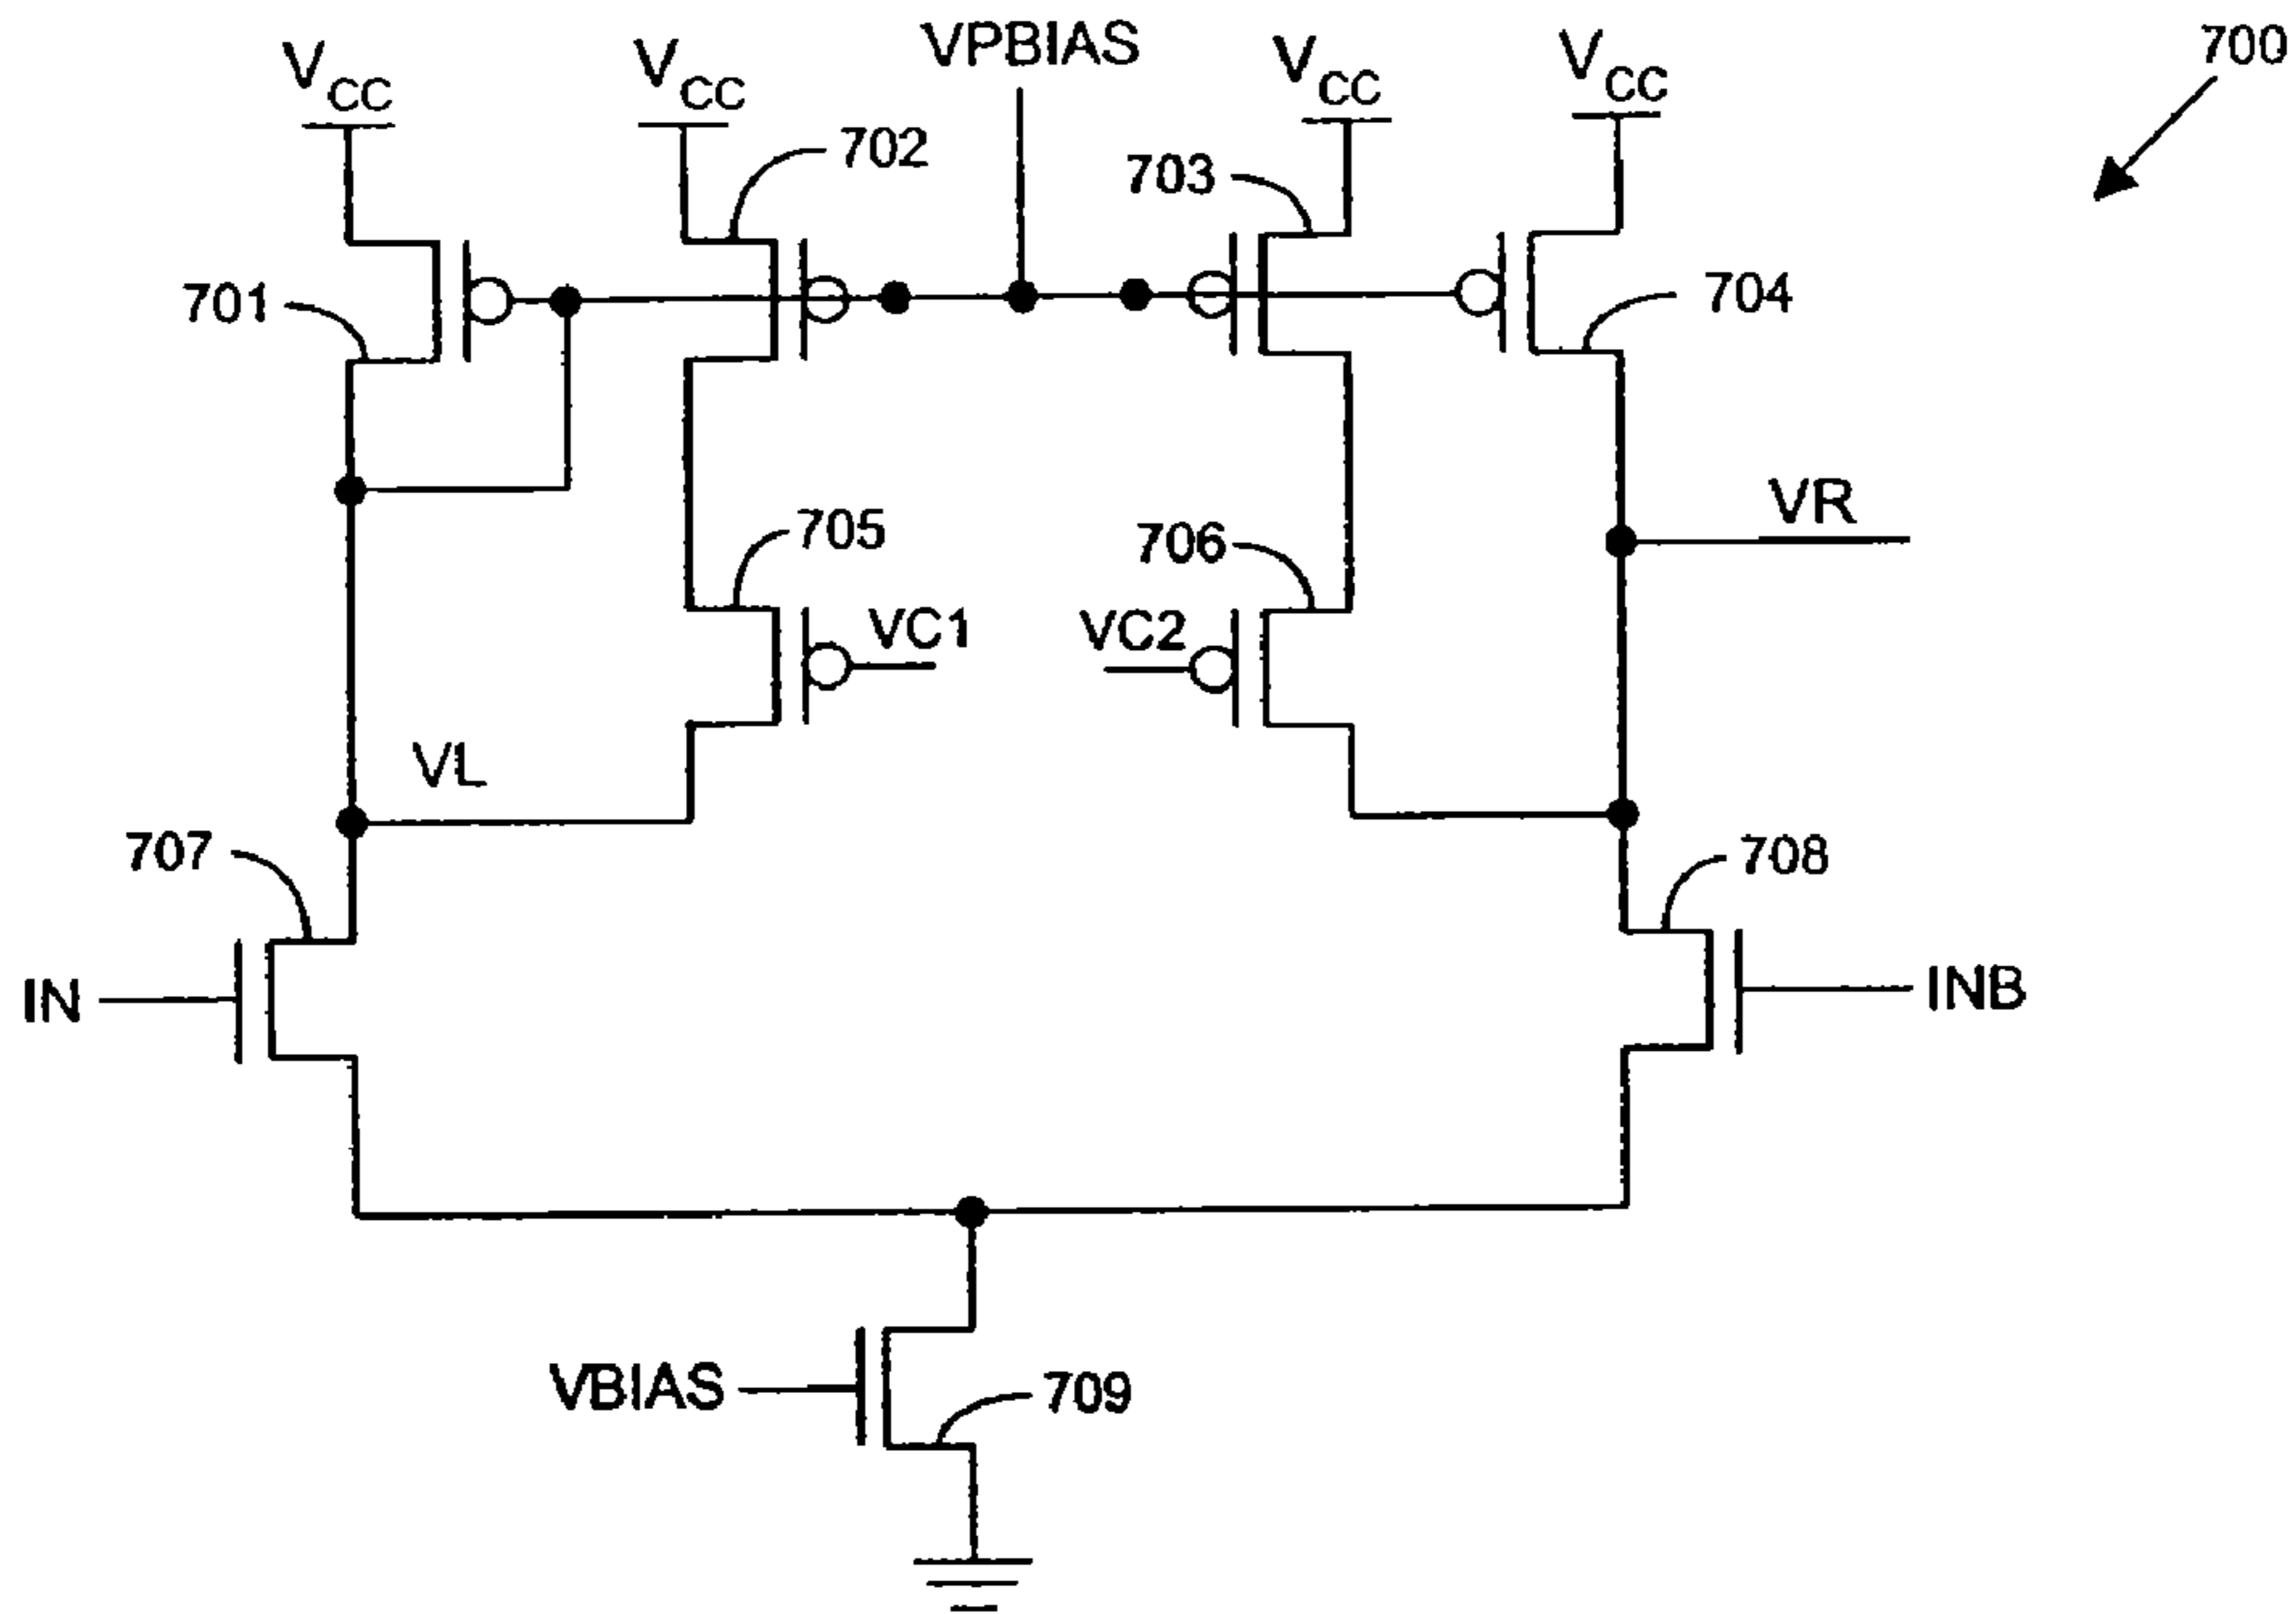 VCC
VCC
VPBIAS
VCC
VCC
700
702
703
701
704
VR
705
706
VC1
VC2
VL
707
708
IN
INB
VBIAS
709